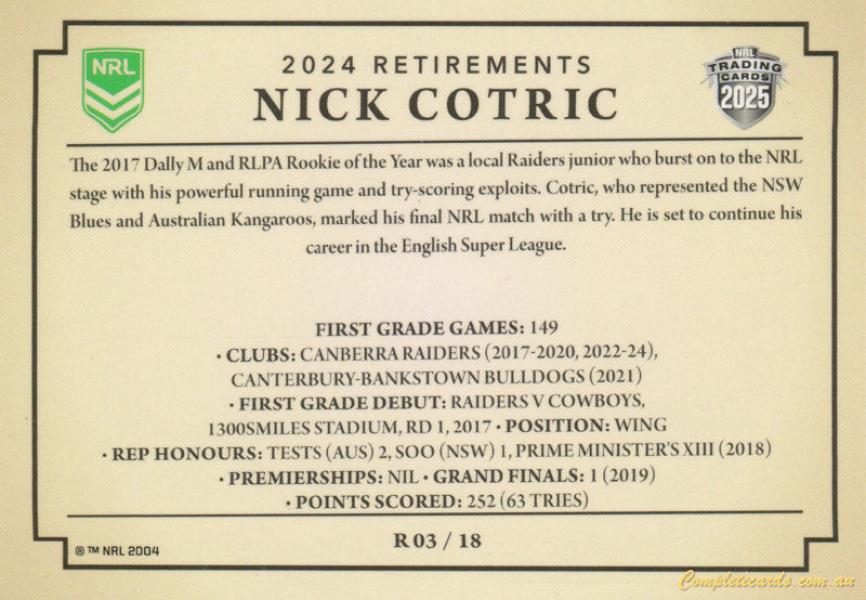 NRL
2024 RETIREMENTS
NICK COTRIC
NRL
TRADING
CARDS
2025
The 2017 Dally M and RLPA Rookie of the Year was a local Raiders junior who burst on to the NRL
stage with his powerful running game and try-scoring exploits. Cotric, who represented the NSW
Blues and Australian Kangaroos, marked his final NRL match with a try. He is set to continue his
career in the English Super League.
FIRST GRADE GAMES: 149
• CLUBS: CANBERRA RAIDERS (2017-2020, 2022-24),
CANTERBURY-BANKSTOWN BULLDOGS (2021)
• FIRST GRADE DEBUT: RAIDERS V COWBOYS,
1300SMILES STADIUM, RD 1, 2017 • POSITION: WING
• REP HONOURS: TESTS (AUS) 2, SOO (NSW) 1, PRIME MINISTER'S XIII (2018)
• PREMIERSHIPS: NIL • GRAND FINALS: 1 (2019)
• POINTS SCORED: 252 (63 TRIES)
® ™ NRL 2004
R 03 / 18
Completecards.com.au